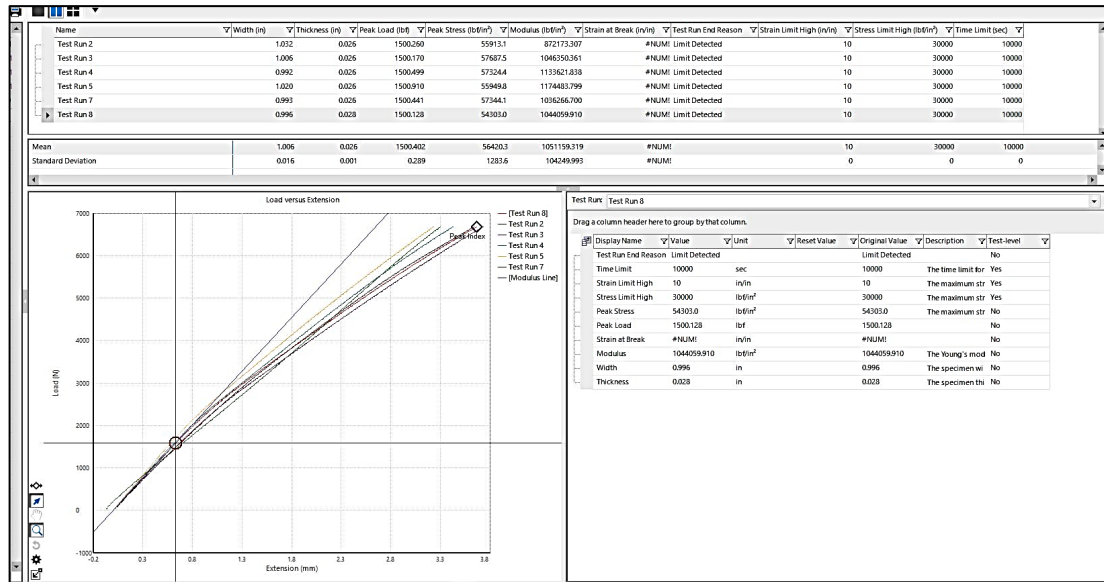 Name Width (in) Thickness (in) Peak Load (lbf) Peak Stress (lbf/in²) Modulus (lbf/in²) Strain at Break (in/in) Test Run End Reason Strain Limit High (in/in) Stress Limit High (lbf/in²) Time Limit (sec)
Test Run 2 1.032 0.026 1500.260 55913.1 872173.307 #NUM! Limit Detected 10 30000 10000
Test Run 3 1.006 0.026 1500.170 57687.5 1046350.361 #NUM! Limit Detected 10 30000 10000
Test Run 4 0.992 0.026 1500.499 57324.4 1133621.838 #NUM! Limit Detected 10 30000 10000
Test Run 5 1.020 0.026 1500.910 55949.8 1174483.799 #NUM! Limit Detected 10 30000 10000
Test Run 7 0.993 0.026 1500.441 57344.1 1036266.700 #NUM! Limit Detected 10 30000 10000
Test Run 8 0.996 0.028 1500.128 54303.0 1044059.910 #NUM! Limit Detected 10 30000 10000
Mean 1.006 0.026 1500.402 56420.3 1051159.319 #NUM! 10 30000 10000
Standard Deviation 0.016 0.001 0.289 1283.6 104249.993 #NUM! 0 0 0
Load versus Extension
7000
6000
5000
4000
3000
2000
1000
0
-1000
Load (N)
-0.2 0.3 0.8 1.3 1.8 2.3 2.8 3.3 3.8
Extension (mm)
Peak Index
[Test Run 8]
Test Run 2
Test Run 3
Test Run 4
Test Run 5
Test Run 7
[Modulus Line]
Test Run: Test Run 8
Drag a column header here to group by that column.
Display Name Value Unit Reset Value Original Value Description Test-level
Test Run End Reason Limit Detected Limit Detected No
Time Limit 10000 sec 10000 The time limit for Yes
Strain Limit High 10 in/in 10 The maximum str Yes
Stress Limit High 30000 lbf/in² 30000 The maximum str Yes
Peak Stress 54303.0 lbf/in² 54303.0 The maximum str No
Peak Load 1500.128 lbf 1500.128 No
Strain at Break #NUM! in/in #NUM! No
Modulus 1044059.910 lbf/in² 1044059.910 The Young's mod No
Width 0.996 in 0.996 The specimen wi No
Thickness 0.028 in 0.028 The specimen thi No